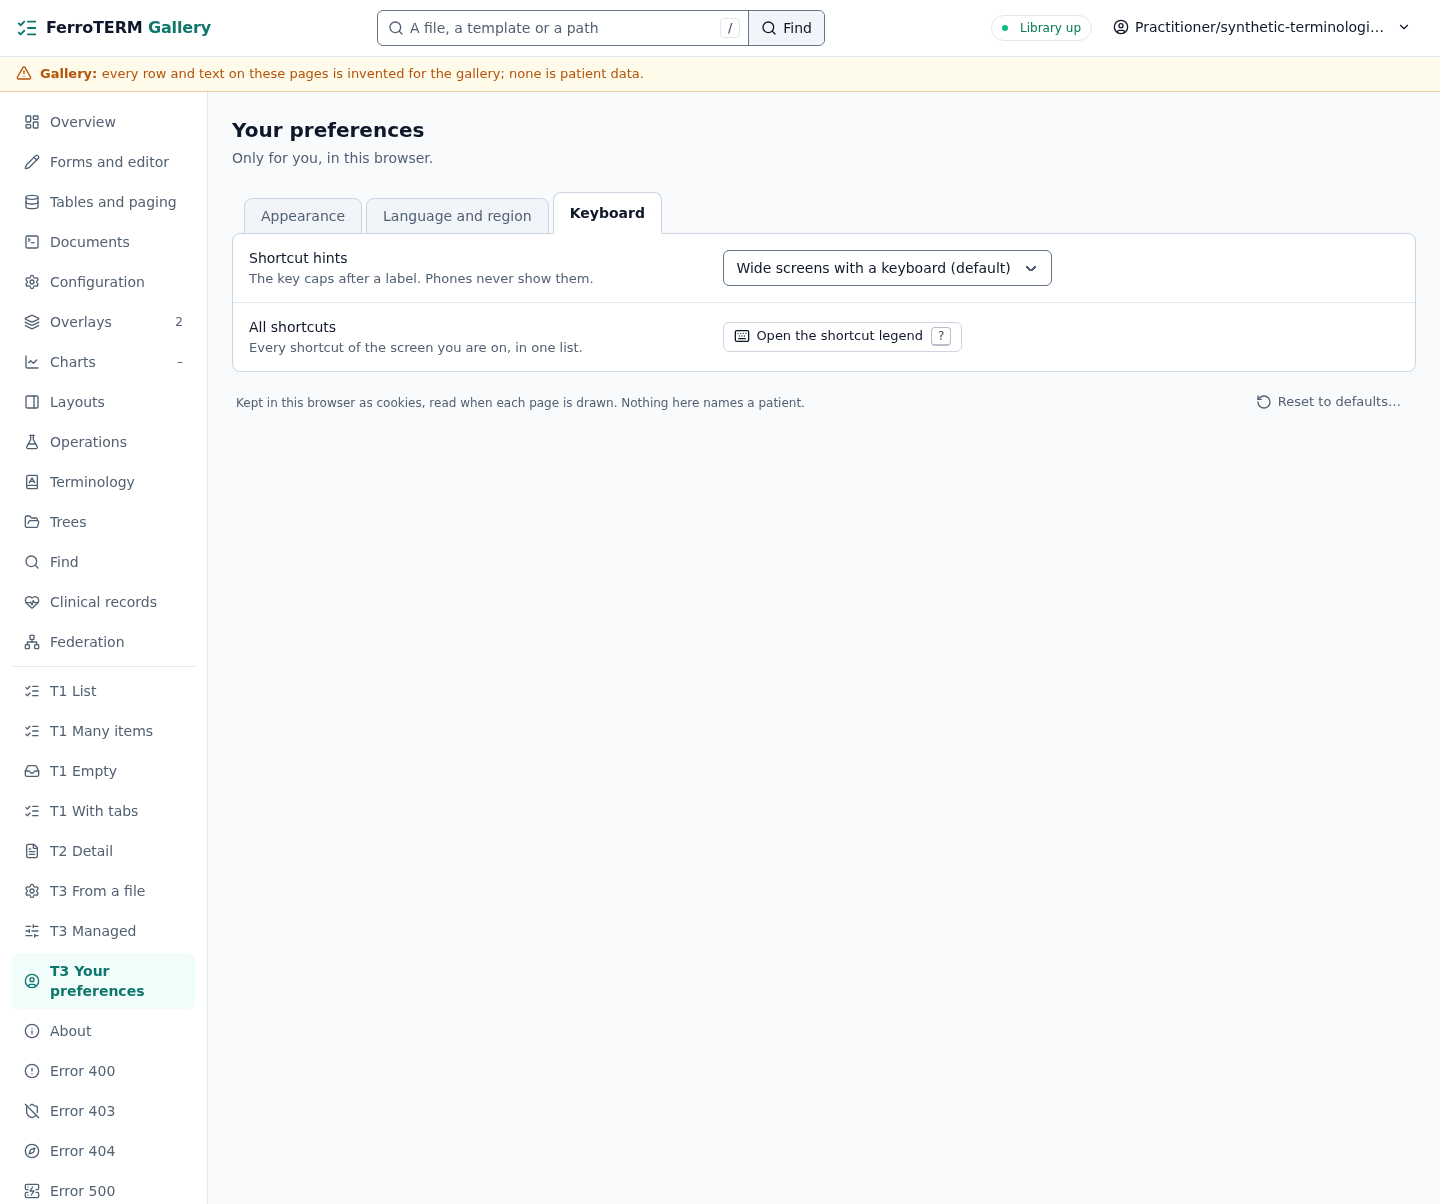 FerroTERM Gallery
A file, a template or a path
/
Find
Library up
Practitioner/synthetic-terminologi…
Gallery: every row and text on these pages is invented for the gallery; none is patient data.
Overview
Forms and editor
Tables and paging
Documents
Configuration
Overlays 2
Charts –
Layouts
Operations
Terminology
Trees
Find
Clinical records
Federation
T1 List
T1 Many items
T1 Empty
T1 With tabs
T2 Detail
T3 From a file
T3 Managed
T3 Your
preferences
About
Error 400
Error 403
Error 404
Error 500
Your preferences
Only for you, in this browser.
Appearance
Language and region
Keyboard
Shortcut hints
The key caps after a label. Phones never show them.
Wide screens with a keyboard (default)
All shortcuts
Every shortcut of the screen you are on, in one list.
Open the shortcut legend ?
Kept in this browser as cookies, read when each page is drawn. Nothing here names a patient.
Reset to defaults…